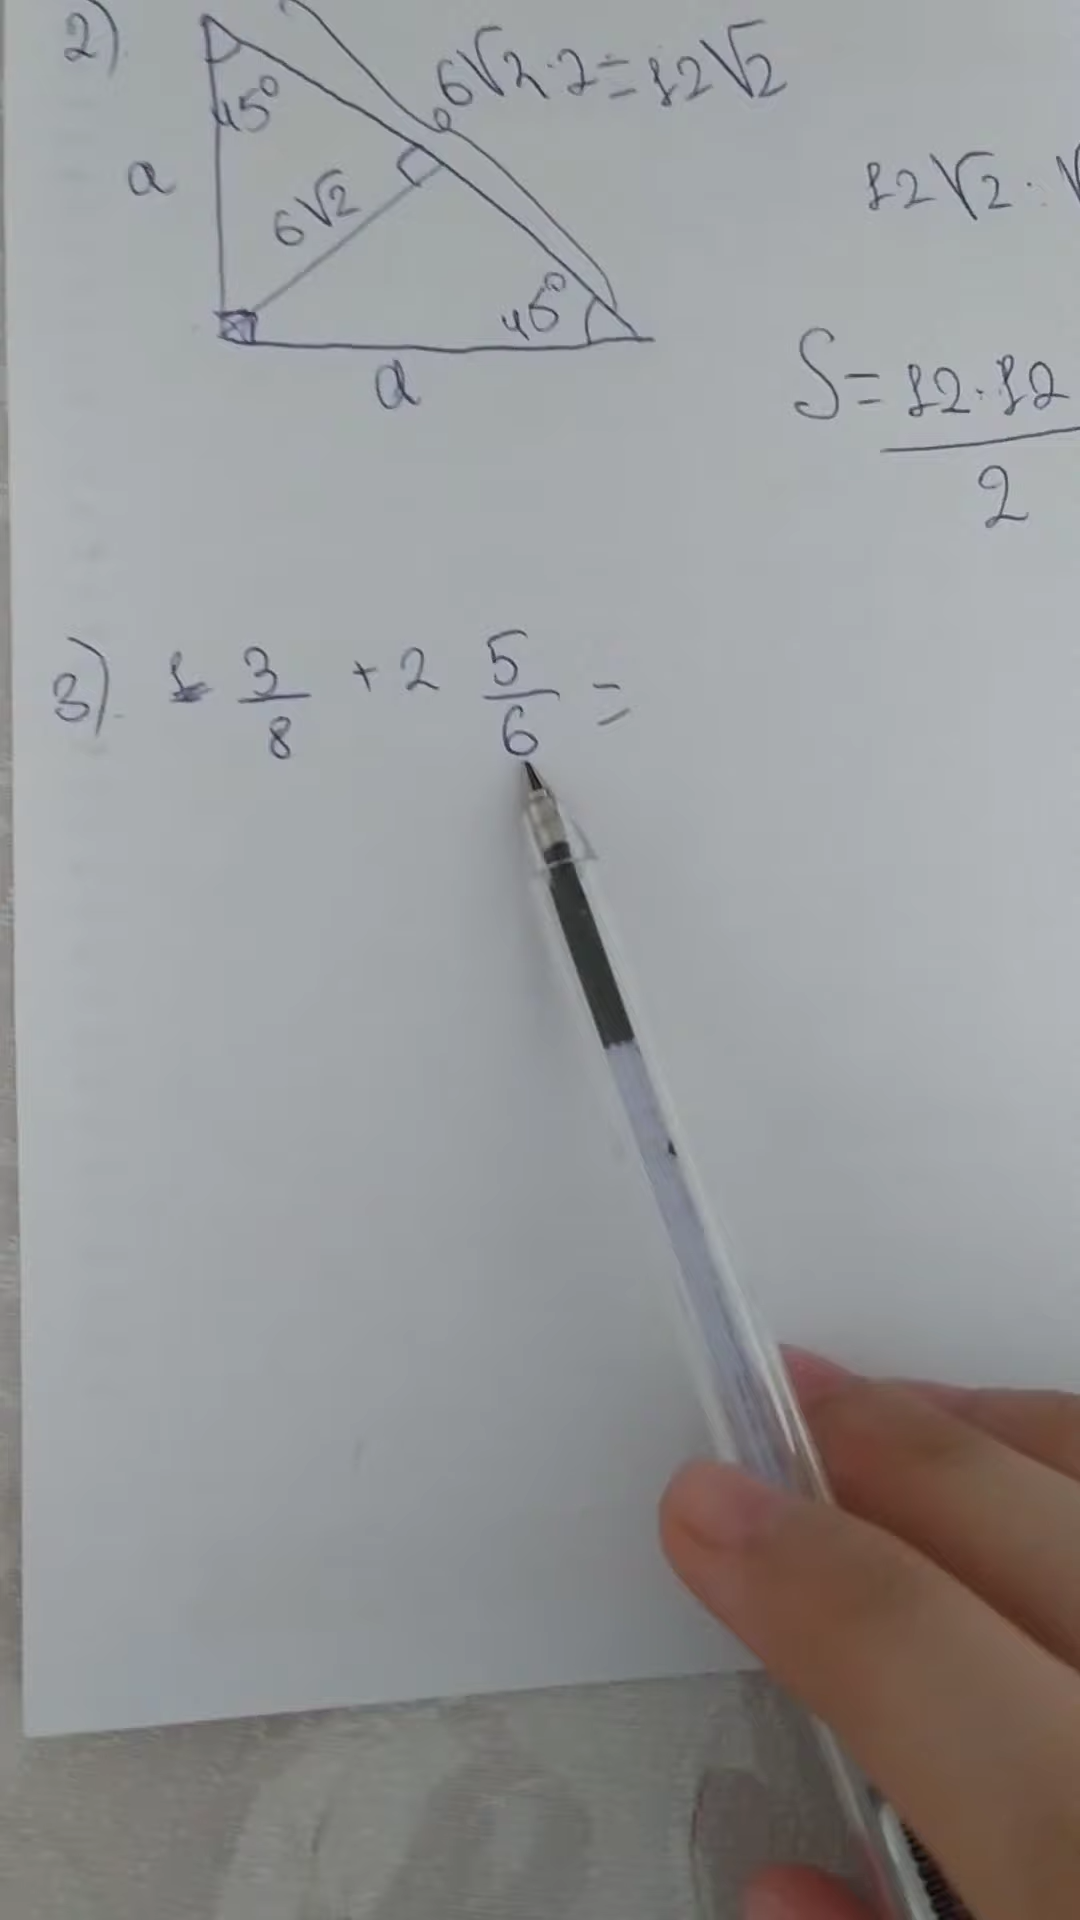 2).
45°
6√2·2=12√2
a
6√2
45°
a
12√2·√
S=12·12
2
3). 1 3/8 + 2 5/6 =